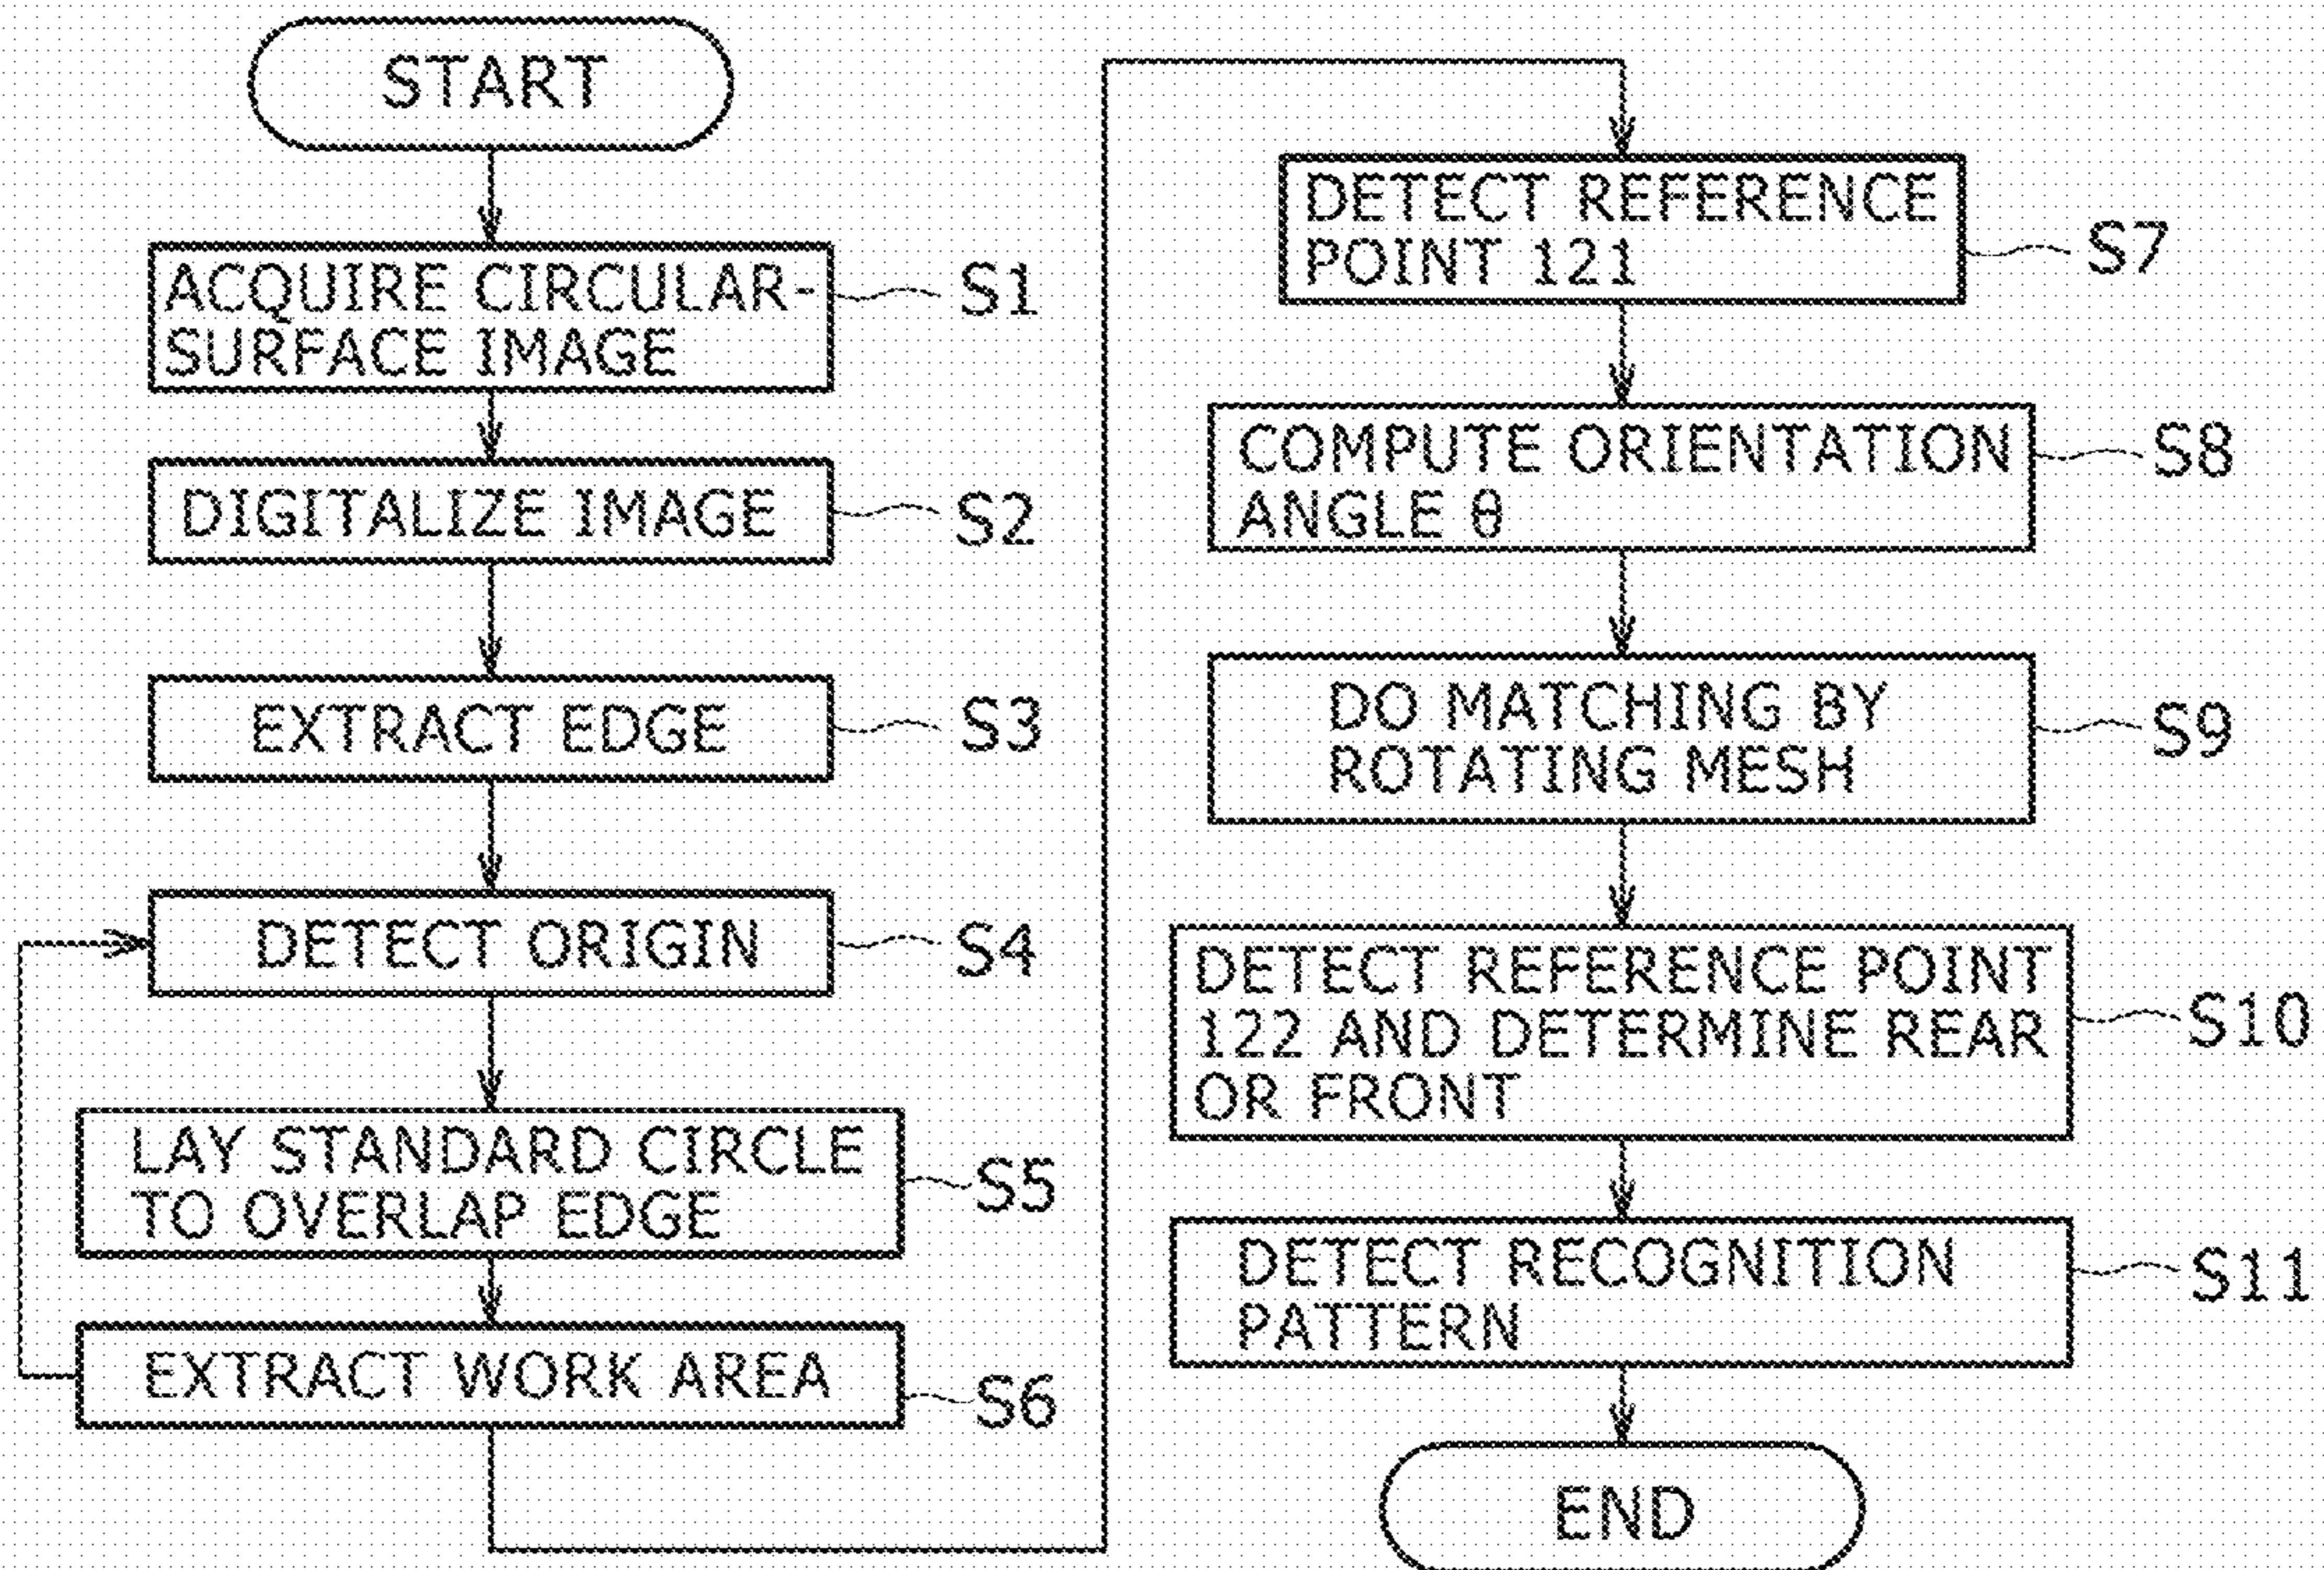 START
ACQUIRE CIRCULAR-
SURFACE IMAGE
S1
DIGITALIZE IMAGE
S2
EXTRACT EDGE
S3
DETECT ORIGIN
S4
LAY STANDARD CIRCLE
TO OVERLAP EDGE
S5
EXTRACT WORK AREA
S6
DETECT REFERENCE
POINT 121
S7
COMPUTE ORIENTATION
ANGLE θ
S8
DO MATCHING BY
ROTATING MESH
S9
DETECT REFERENCE POINT
122 AND DETERMINE REAR
OR FRONT
S10
DETECT RECOGNITION
PATTERN
S11
END